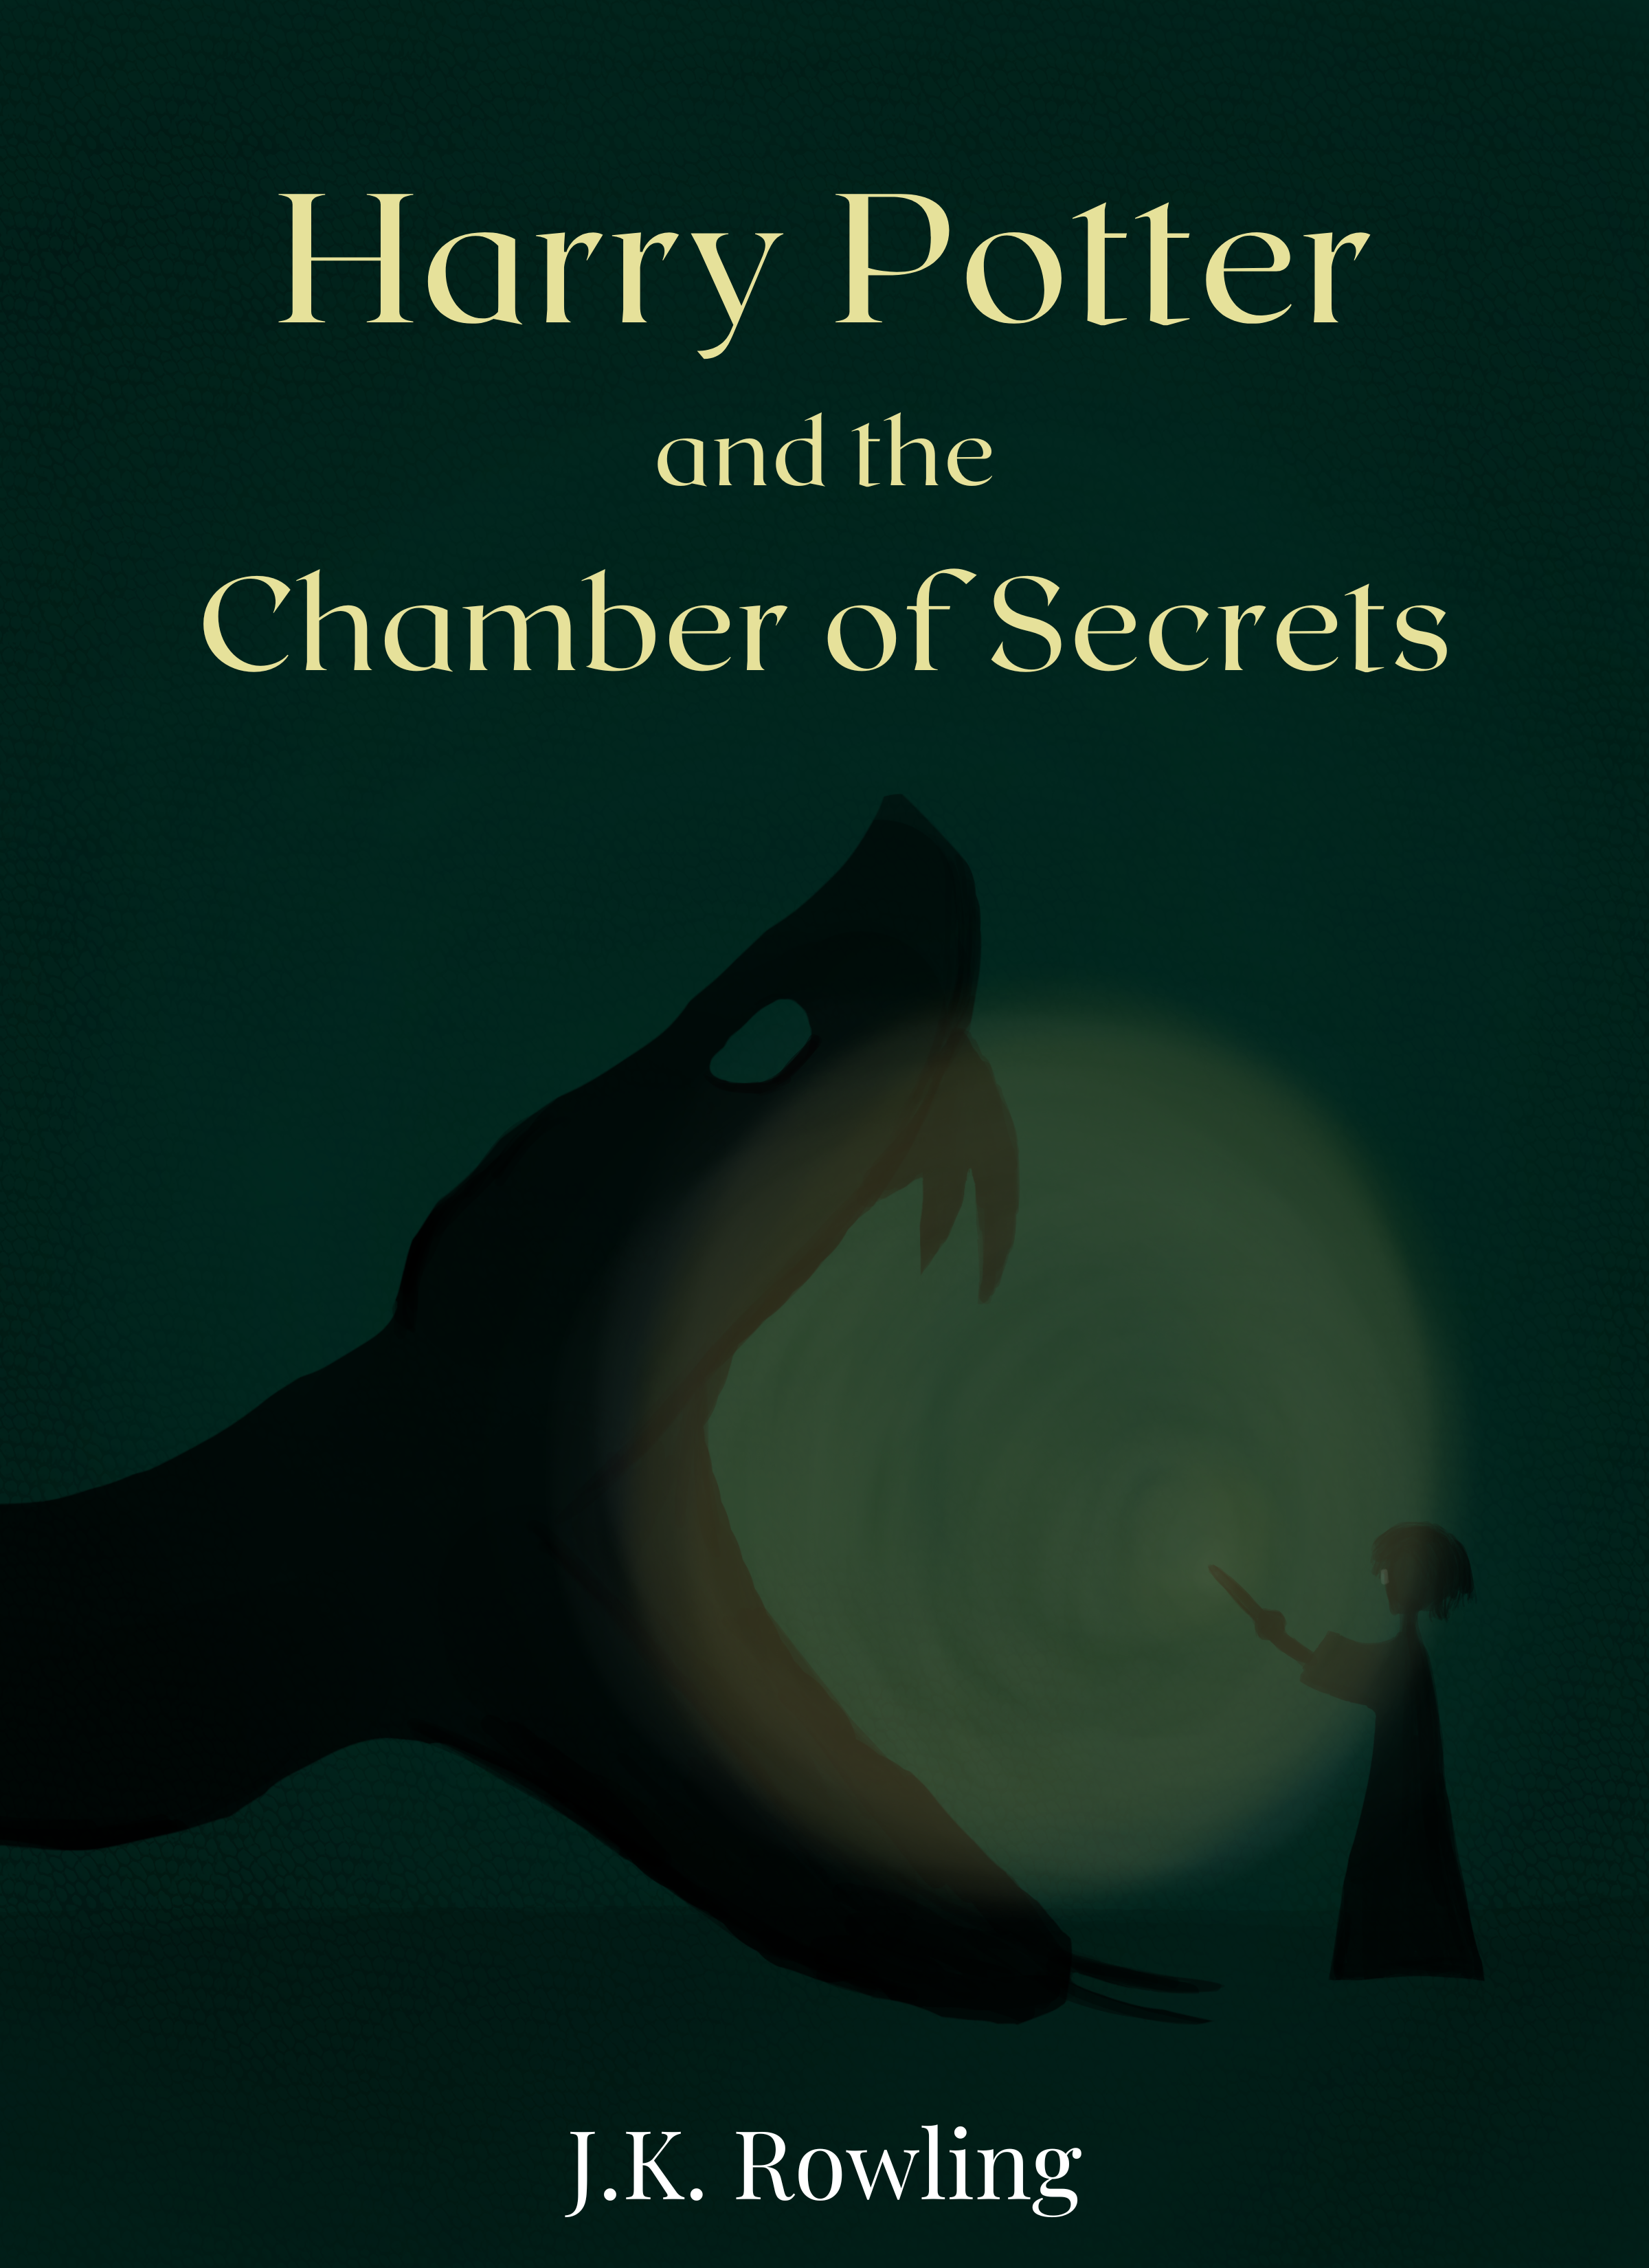 Harry Potter
and the
Chamber of Secrets
J.K. Rowling